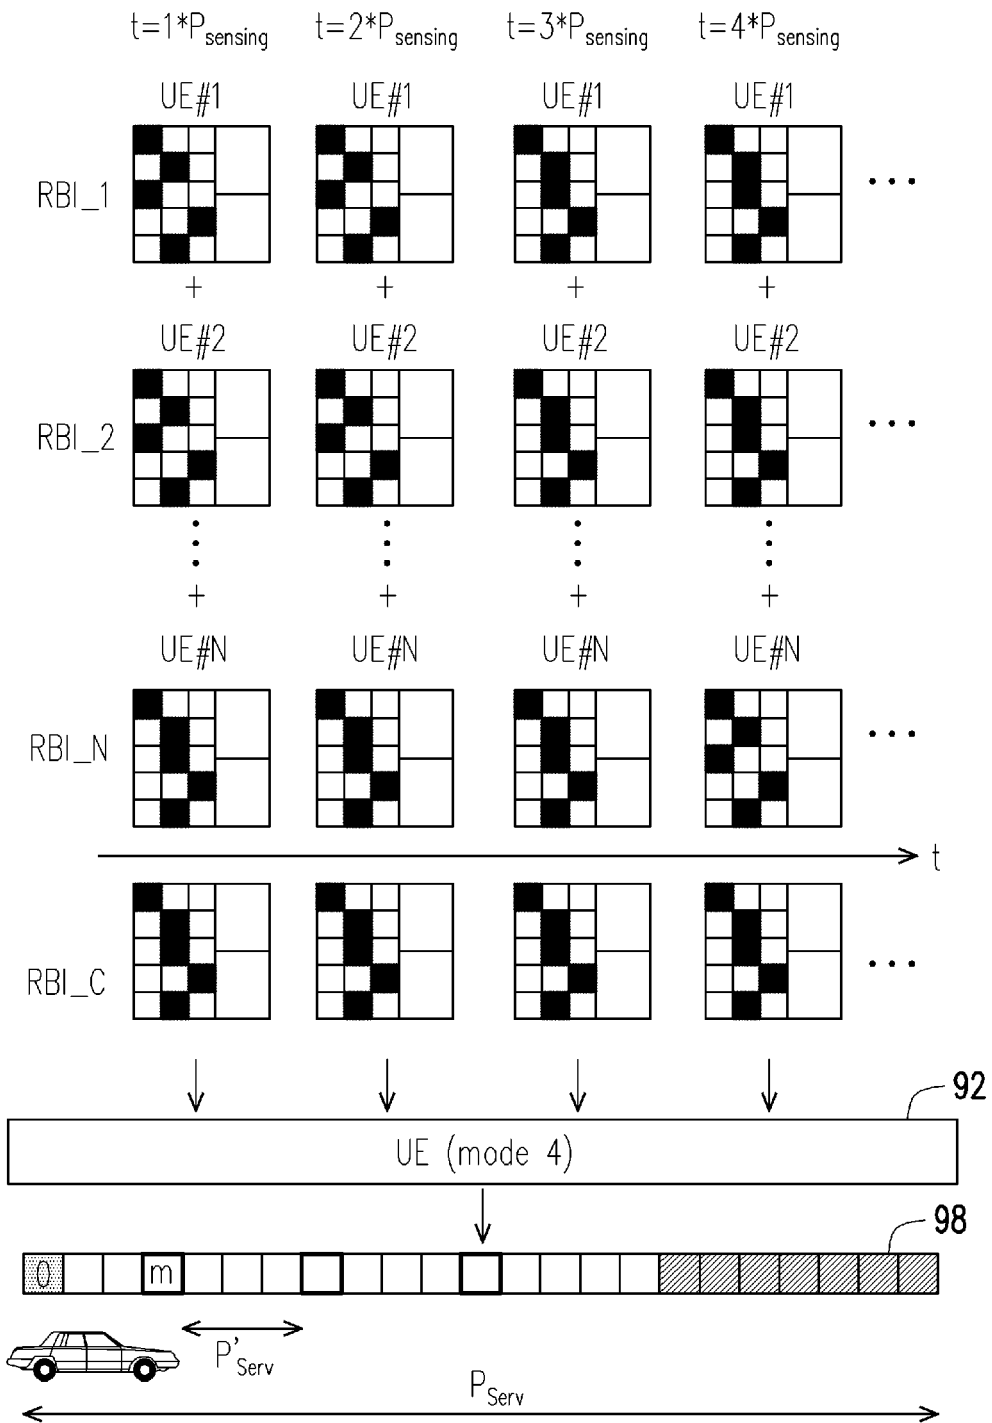 t=1*Psensing t=2*Psensing t=3*Psensing t=4*Psensing
UE#1 UE#1 UE#1 UE#1
RBI_1 ...
+ + + +
UE#2 UE#2 UE#2 UE#2
RBI_2 ...
+ + + +
UE#N UE#N UE#N UE#N
RBI_N ...
t
RBI_C ...
92
UE (mode 4)
98
0 m
P'Serv
PServ